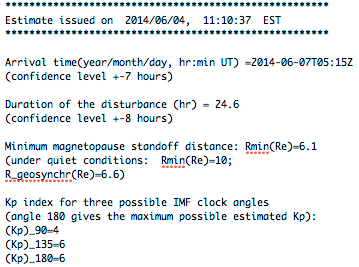 ******************************************************
Estimate issued on  2014/06/04,  11:10:37  EST
******************************************************
Arrival time(year/month/day, hr:min UT) =2014-06-07T05:15Z
(confidence level +-7 hours)
Duration of the disturbance (hr) = 24.6
(confidence level +-8 hours)
Minimum magnetopause standoff distance: Rmin(Re)=6.1
(under quiet conditions:  Rmin(Re)=10;
R_geosynchr(Re)=6.6)
Kp index for three possible IMF clock angles
(angle 180 gives the maximum possible estimated Kp):
(Kp)_90=4
(Kp)_135=6
(Kp)_180=6